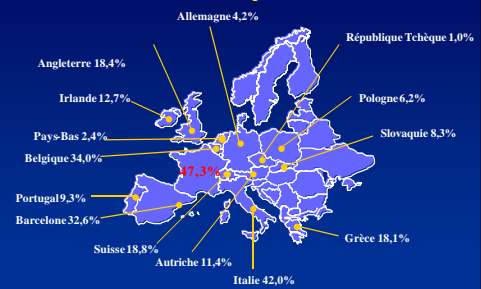 Allemagne 4,2%
République Tchèque 1,0%
Angleterre 18,4%
Irlande 12,7%
Pologne 6,2%
Pays-Bas 2,4%
Slovaquie 8,3%
Belgique 34,0%
47,3%
Portugal9,3%
Barcelone 32,6%
Suisse 18,8%
Grèce 18,1%
Autriche 11,4%
Italie 42,0%